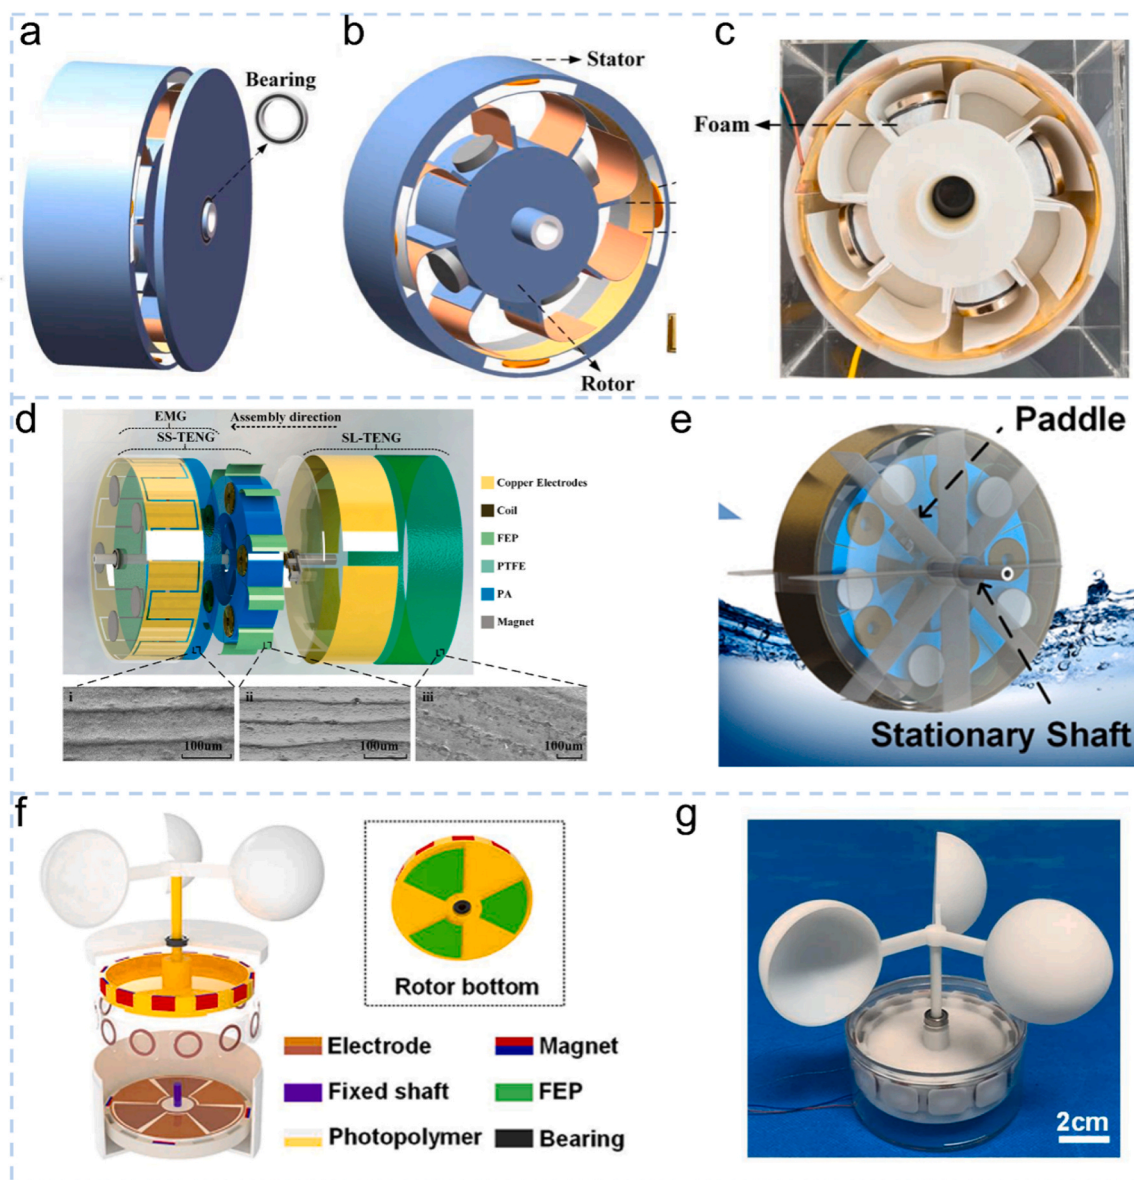 a
Bearing
b
Stator
Rotor
c
Foam
d
EMG
Assembly direction
SS-TENG
SL-TENG
Copper Electrodes
Coil
FEP
PTFE
PA
Magnet
i
100um
ii
100um
iii
100um
e
Paddle
Stationary Shaft
f
Rotor bottom
Electrode
Magnet
Fixed shaft
FEP
Photopolymer
Bearing
g
2cm